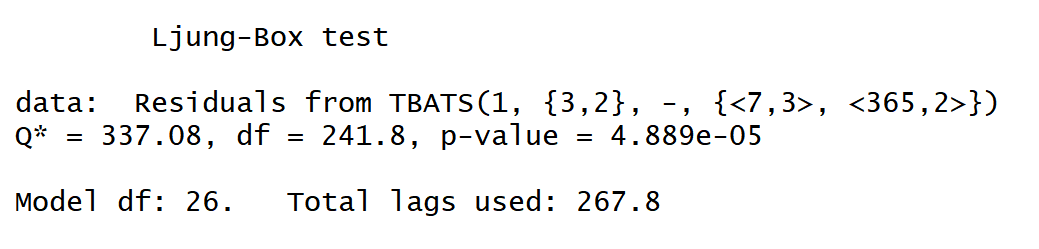 Ljung-Box test
data:  Residuals from TBATS(1, {3,2}, -, {<7,3>, <365,2>})
Q* = 337.08, df = 241.8, p-value = 4.889e-05
Model df: 26.   Total lags used: 267.8